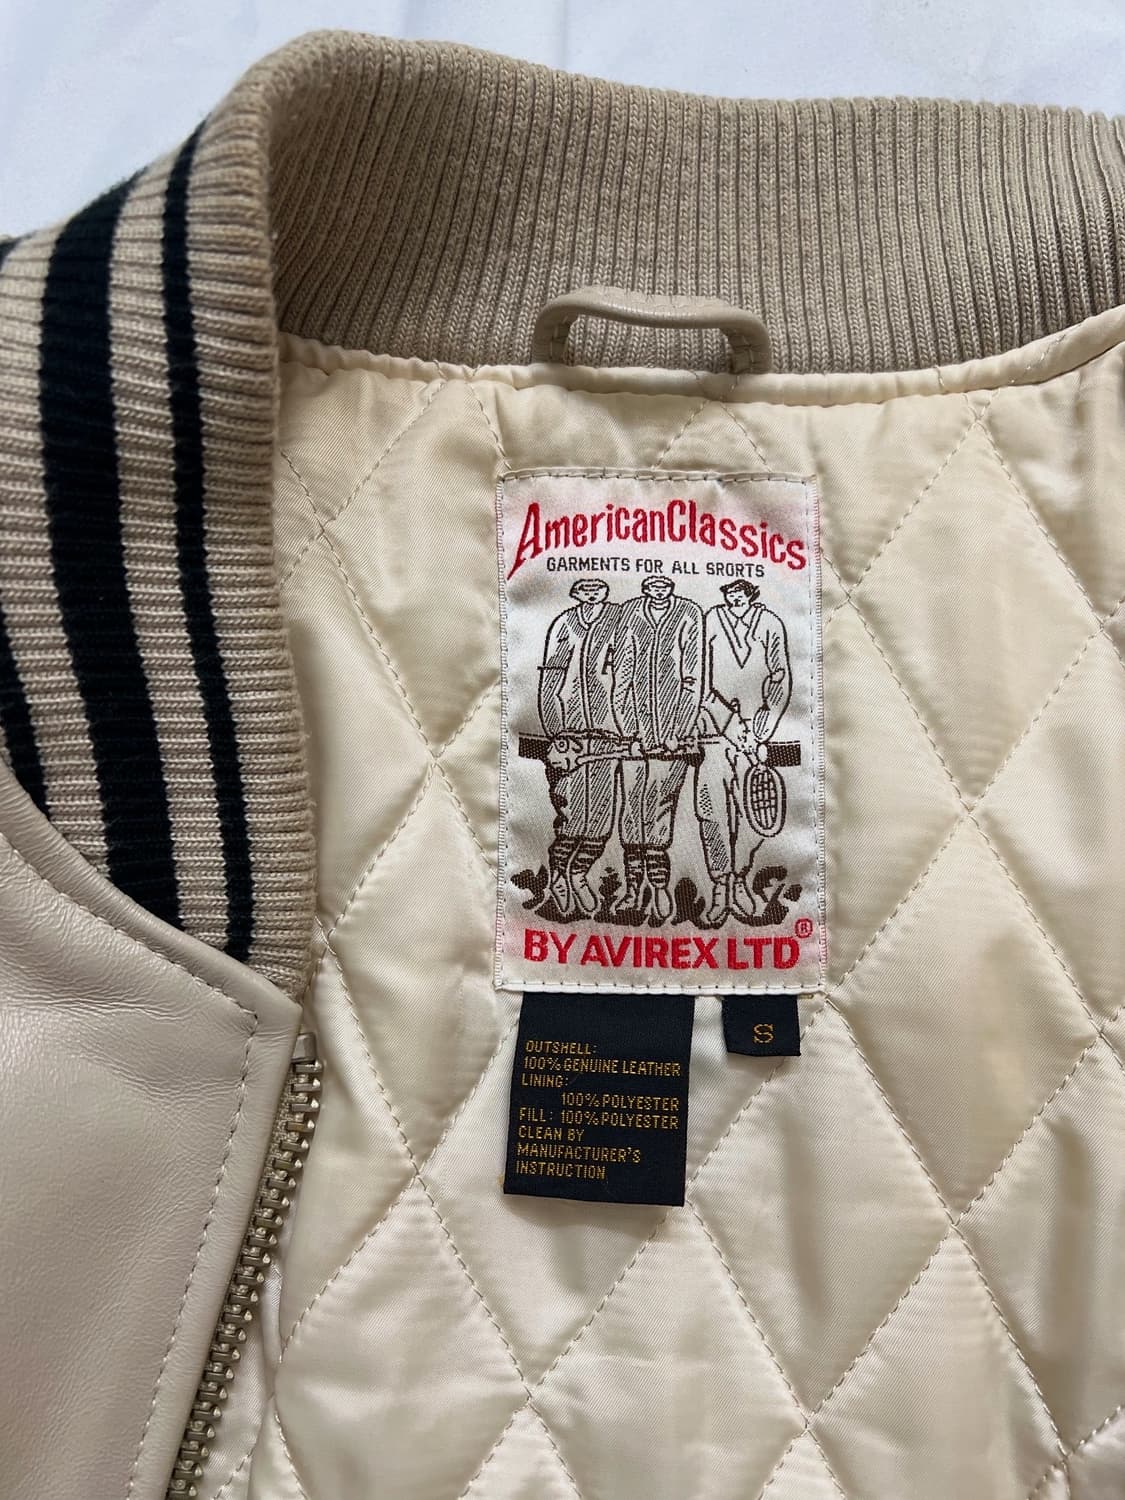 AmericanClassics
GARMENTS FOR ALL SRORTS
A
BY AVIREX LTD®
S
OUTSHELL:
100% GENUINE LEATHER
LINING:
100% POLYESTER
FILL: 100% POLYESTER
CLEAN BY
MANUFACTURER'S
INSTRUCTION